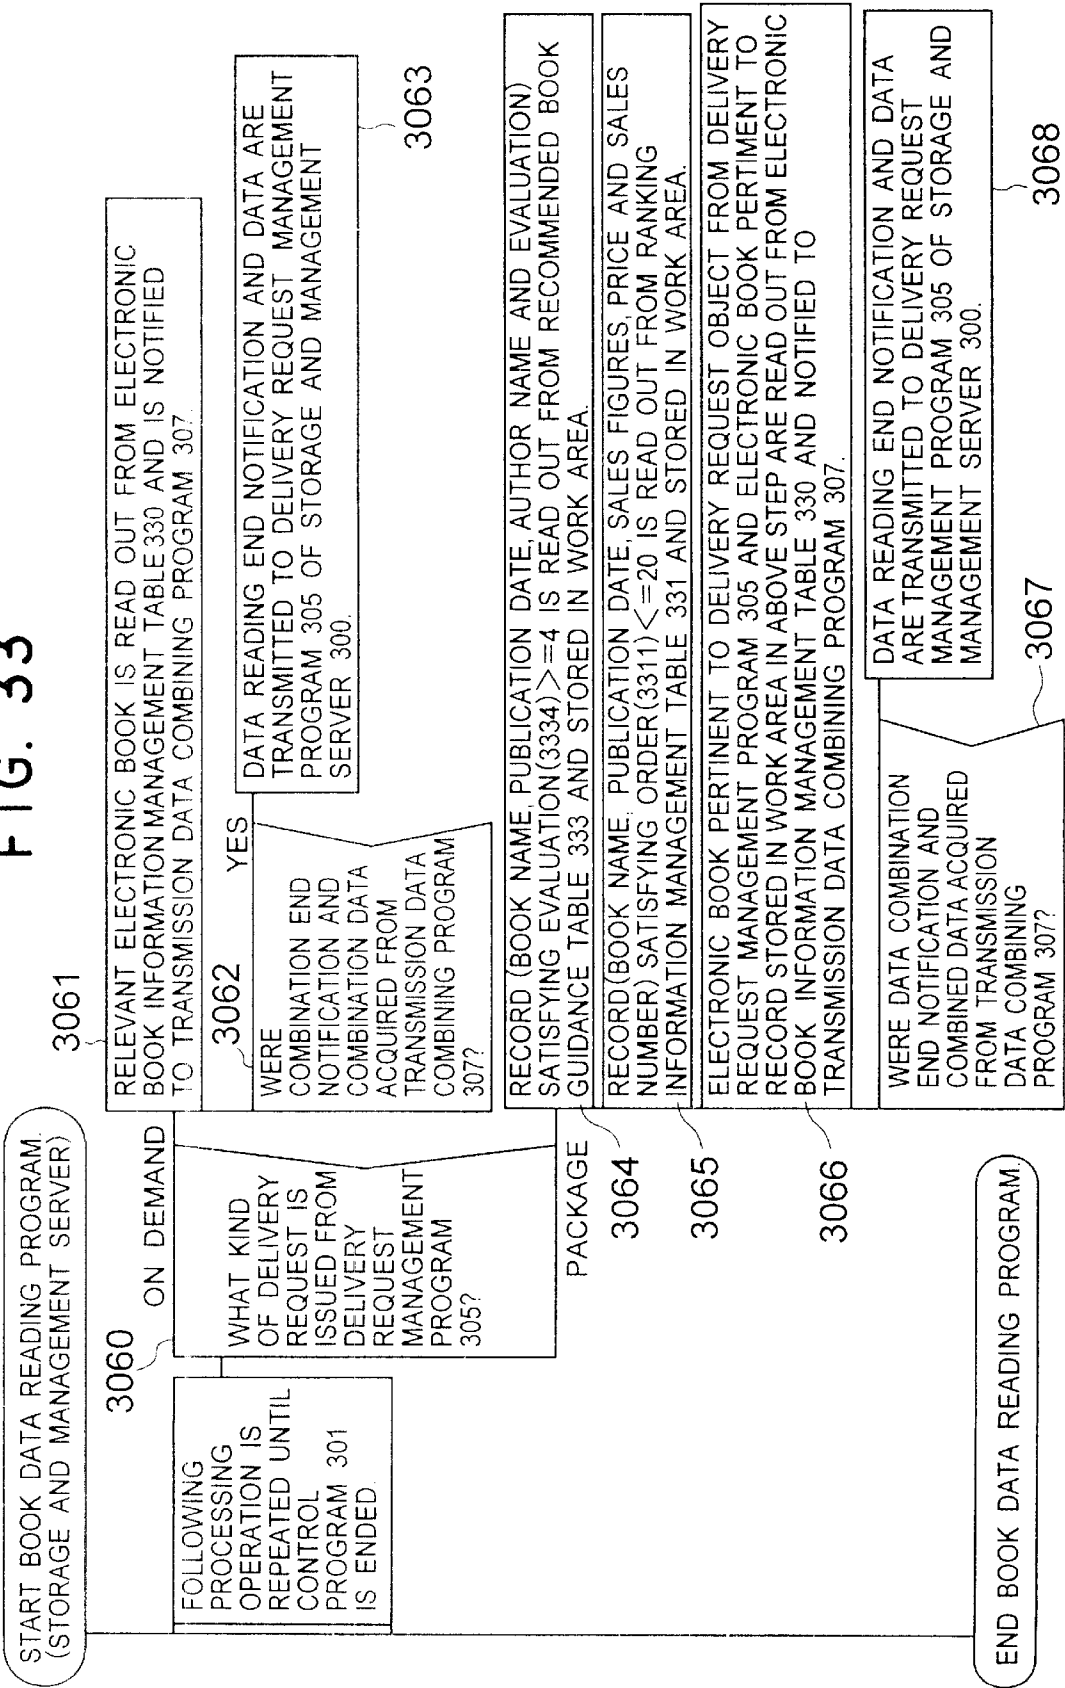 FIG. 33
START BOOK DATA READING PROGRAM.
(STORAGE AND MANAGEMENT SERVER)
FOLLOWING
PROCESSING
OPERATION IS
REPEATED UNTIL
CONTROL
PROGRAM 301
IS ENDED.
3060
WHAT KIND
OF DELIVERY
REQUEST IS
ISSUED FROM
DELIVERY
REQUEST
MANAGEMENT
PROGRAM
305?
ON DEMAND
3061
RELEVANT ELECTRONIC BOOK IS READ OUT FROM ELECTRONIC
BOOK INFORMATION MANAGEMENT TABLE 330 AND IS NOTIFIED
TO TRANSMISSION DATA COMBINING PROGRAM 307.
3062
WERE
COMBINATION END
NOTIFICATION AND
COMBINATION DATA
ACQUIRED FROM
TRANSMISSION DATA
COMBINING PROGRAM
307?
YES
DATA READING END NOTIFICATION AND DATA ARE
TRANSMITTED TO DELIVERY REQUEST MANAGEMENT
PROGRAM 305 OF STORAGE AND MANAGEMENT
SERVER 300.
3063
PACKAGE
RECORD (BOOK NAME, PUBLICATION DATE, AUTHOR NAME AND EVALUATION)
SATISFYING EVALUATION(3334)>=4 IS READ OUT FROM RECOMMENDED BOOK
GUIDANCE TABLE 333 AND STORED IN WORK AREA.
3064
RECORD(BOOK NAME, PUBLICATION DATE, SALES FIGURES, PRICE AND SALES
NUMBER) SATISFYING ORDER(3311)<=20 IS READ OUT FROM RANKING
INFORMATION MANAGEMENT TABLE 331 AND STORED IN WORK AREA.
3065
ELECTRONIC BOOK PERTINENT TO DELIVERY REQUEST OBJECT FROM DELIVERY
REQUEST MANAGEMENT PROGRAM 305 AND ELECTRONIC BOOK PERTIMENT TO
RECORD STORED IN WORK AREA IN ABOVE STEP ARE READ OUT FROM ELECTRONIC
BOOK INFORMATION MANAGEMENT TABLE 330 AND NOTIFIED TO
TRANSMISSION DATA COMBINING PROGRAM 307.
3066
WERE DATA COMBINATION
END NOTIFICATION AND
COMBINED DATA ACQUIRED
FROM TRANSMISSION
DATA COMBINING
PROGRAM 307?
3067
DATA READING END NOTIFICATION AND DATA
ARE TRANSMITTED TO DELIVERY REQUEST
MANAGEMENT PROGRAM 305 OF STORAGE AND
MANAGEMENT SERVER 300.
3068
END BOOK DATA READING PROGRAM.